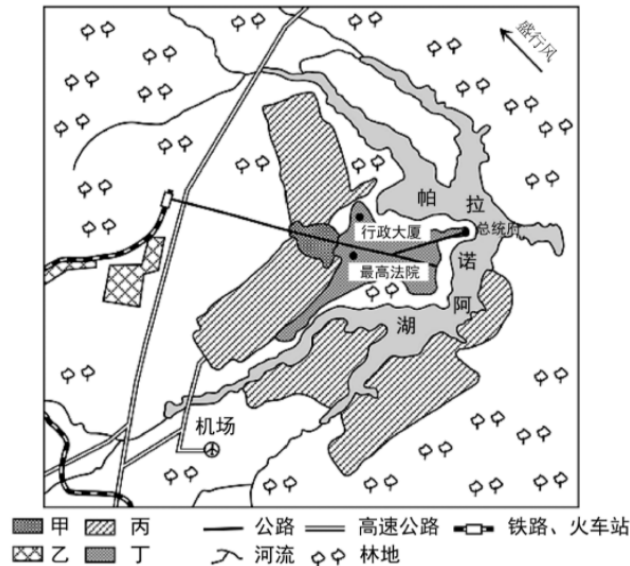 盛行风
帕
拉
行政大厦
总统府
最高法院
诺
阿
湖
机场
甲 丙 公路 高速公路 铁路、火车站
乙 丁 河流 林地